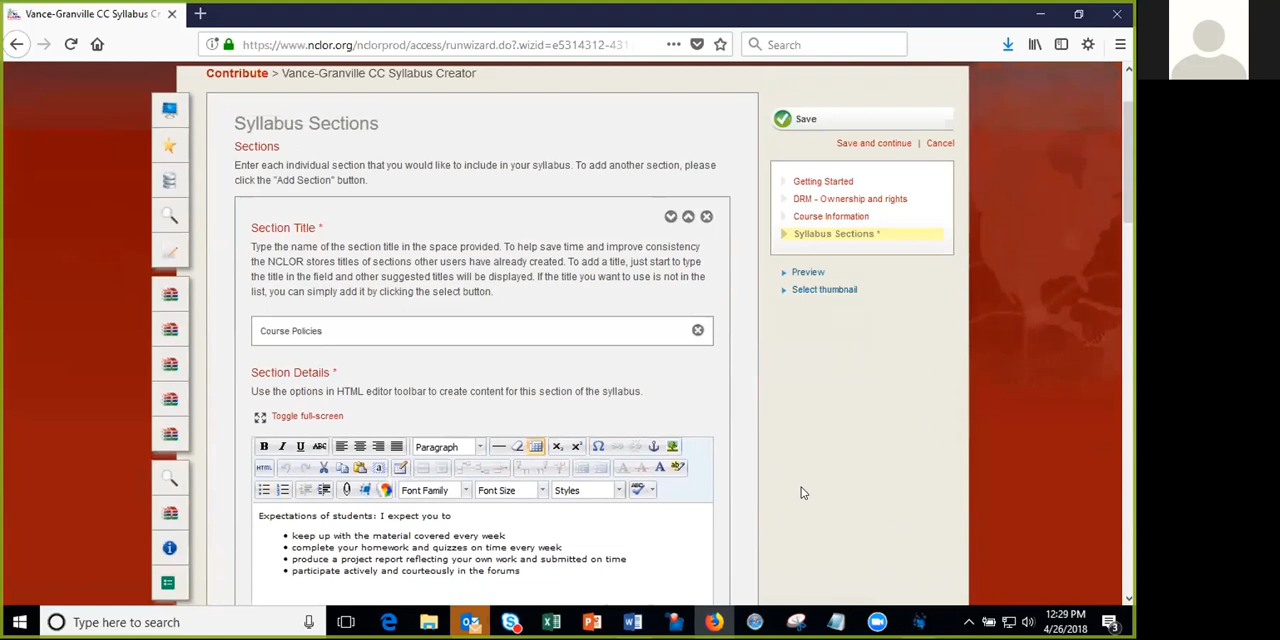 Vance-Granville CC Syllabus Cr
https://www.nclor.org/nclorprod/access/runwizard.do?wizid=e5314312-431
Search
Contribute > Vance-Granville CC Syllabus Creator
Syllabus Sections
Sections
Enter each individual section that you would like to include in your syllabus. To add another section, please
click the "Add Section" button.
Section Title *
Type the name of the section title in the space provided. To help save time and improve consistency
the NCLOR stores titles of sections other users have already created. To add a title, just start to type
the title in the field and other suggested titles will be displayed. If the title you want to use is not in the
list, you can simply add it by clicking the select button.
Course Policies
Section Details *
Use the options in HTML editor toolbar to create content for this section of the syllabus.
Toggle full-screen
B I U ABC Paragraph
HTML
Font Family Font Size Styles
Expectations of students: I expect you to
• keep up with the material covered every week
• complete your homework and quizzes on time every week
• produce a project report reflecting your own work and submitted on time
• participate actively and courteously in the forums
Save
Save and continue | Cancel
Getting Started
DRM - Ownership and rights
Course Information
Syllabus Sections *
Preview
Select thumbnail
Type here to search
12:29 PM
4/26/2018
3